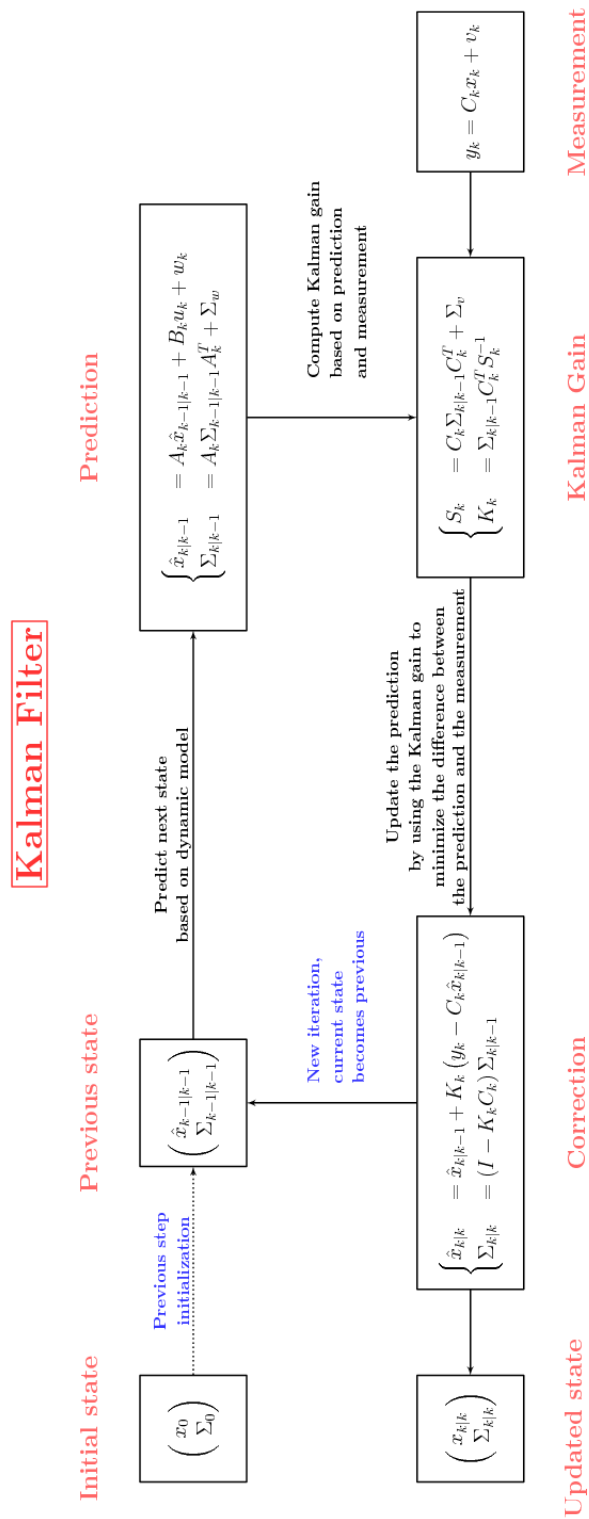 Kalman Filter
Initial state
Previous state
Prediction
(x_0
Σ_0)
Previous step
initialization
(x̂_{k-1|k-1}
Σ_{k-1|k-1})
Predict next state
based on dynamic model
{ x̂_{k|k-1} = A_k x̂_{k-1|k-1} + B_k u_k + w_k
Σ_{k|k-1} = A_k Σ_{k-1|k-1} A_k^T + Σ_w
New iteration,
current state
becomes previous
Compute Kalman gain
based on prediction
and measurement
(x_{k|k}
Σ_{k|k})
{ x̂_{k|k} = x̂_{k|k-1} + K_k (y_k − C_k x̂_{k|k-1})
Σ_{k|k} = (I − K_k C_k) Σ_{k|k-1}
Update the prediction
by using the Kalman gain to
minimize the difference between
the prediction and the measurement
{ S_k = C_k Σ_{k|k-1} C_k^T + Σ_v
K_k = Σ_{k|k-1} C_k^T S_k^{-1}
y_k = C_k x_k + v_k
Updated state
Correction
Kalman Gain
Measurement